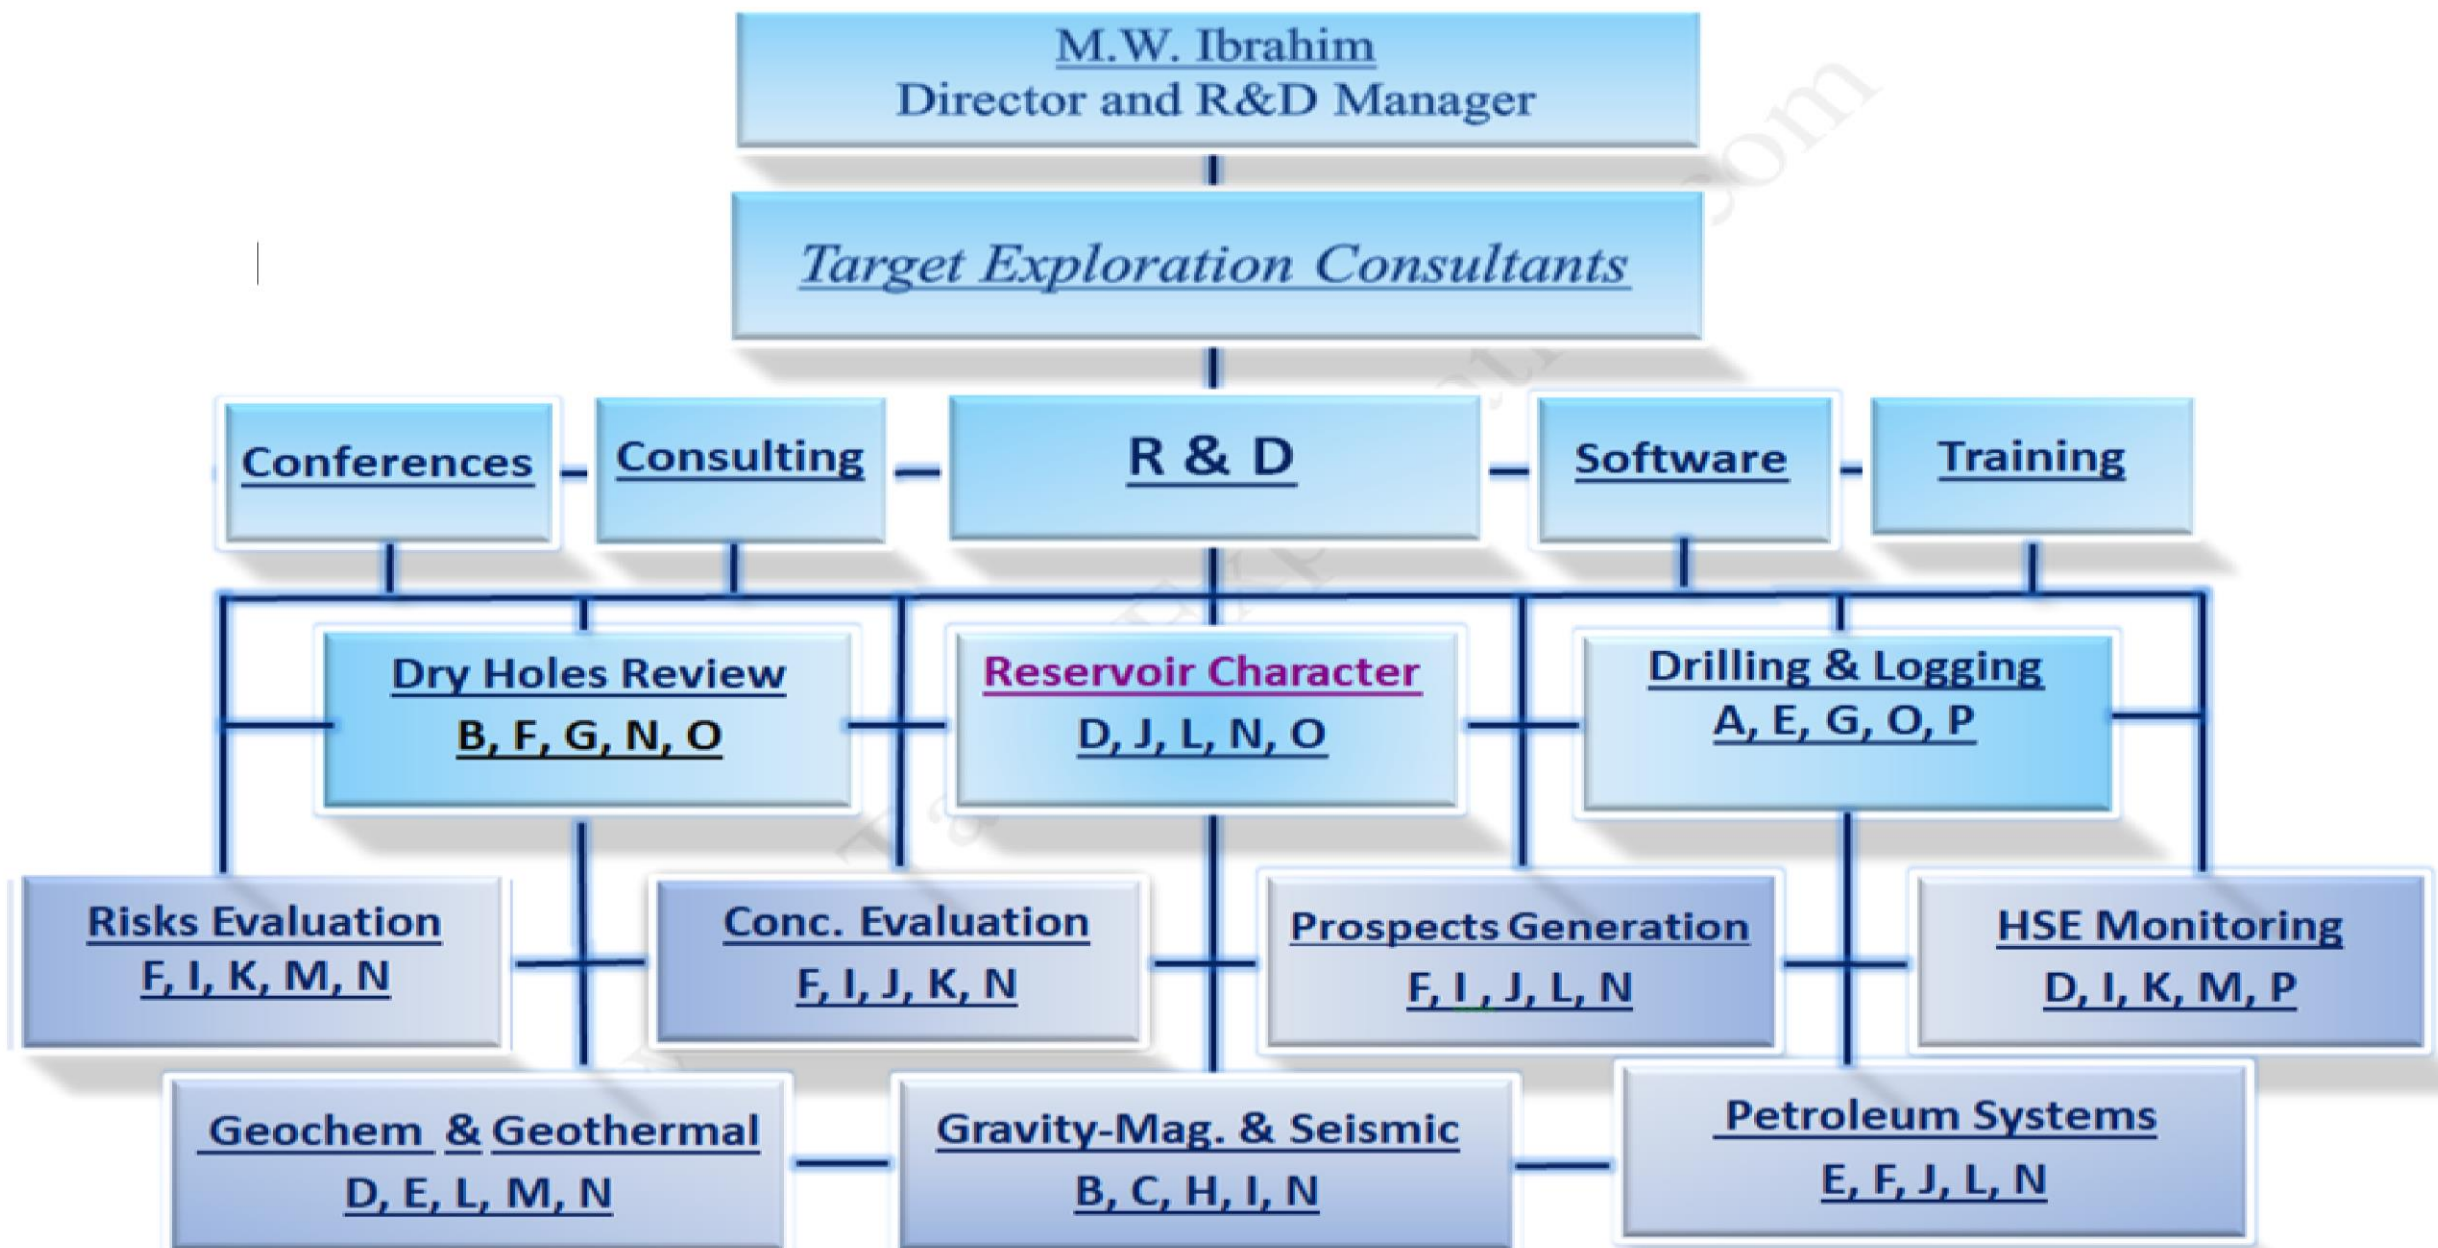 M.W. Ibrahim
Director and R&D Manager
Target Exploration Consultants
Conferences
Consulting
R & D
Software
Training
Dry Holes Review
B, F, G, N, O
Reservoir Character
D, J, L, N, O
Drilling & Logging
A, E, G, O, P
Risks Evaluation
F, I, K, M, N
Conc. Evaluation
F, I, J, K, N
Prospects Generation
F, I , J, L, N
HSE Monitoring
D, I, K, M, P
Geochem & Geothermal
D, E, L, M, N
Gravity-Mag. & Seismic
B, C, H, I, N
Petroleum Systems
E, F, J, L, N